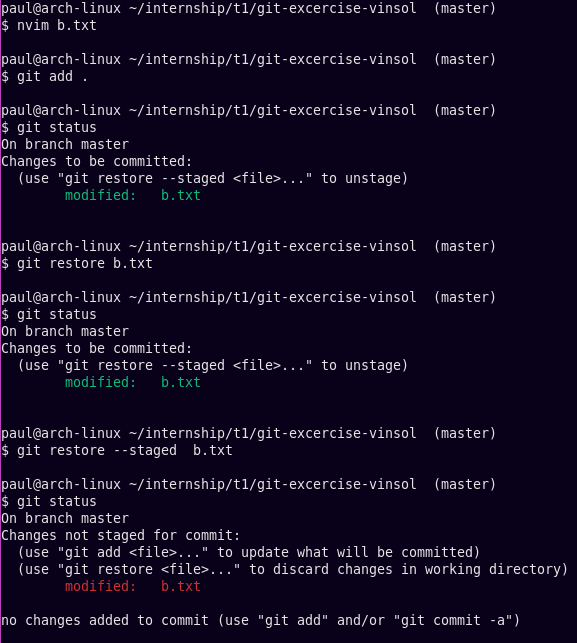 paul@arch-linux ~/internship/t1/git-excercise-vinsol  (master)
$ nvim b.txt
paul@arch-linux ~/internship/t1/git-excercise-vinsol  (master)
$ git add .
paul@arch-linux ~/internship/t1/git-excercise-vinsol  (master)
$ git status
On branch master
Changes to be committed:
  (use "git restore --staged <file>..." to unstage)
        modified:   b.txt
paul@arch-linux ~/internship/t1/git-excercise-vinsol  (master)
$ git restore b.txt
paul@arch-linux ~/internship/t1/git-excercise-vinsol  (master)
$ git status
On branch master
Changes to be committed:
  (use "git restore --staged <file>..." to unstage)
        modified:   b.txt
paul@arch-linux ~/internship/t1/git-excercise-vinsol  (master)
$ git restore --staged  b.txt
paul@arch-linux ~/internship/t1/git-excercise-vinsol  (master)
$ git status
On branch master
Changes not staged for commit:
  (use "git add <file>..." to update what will be committed)
  (use "git restore <file>..." to discard changes in working directory)
        modified:   b.txt
no changes added to commit (use "git add" and/or "git commit -a")